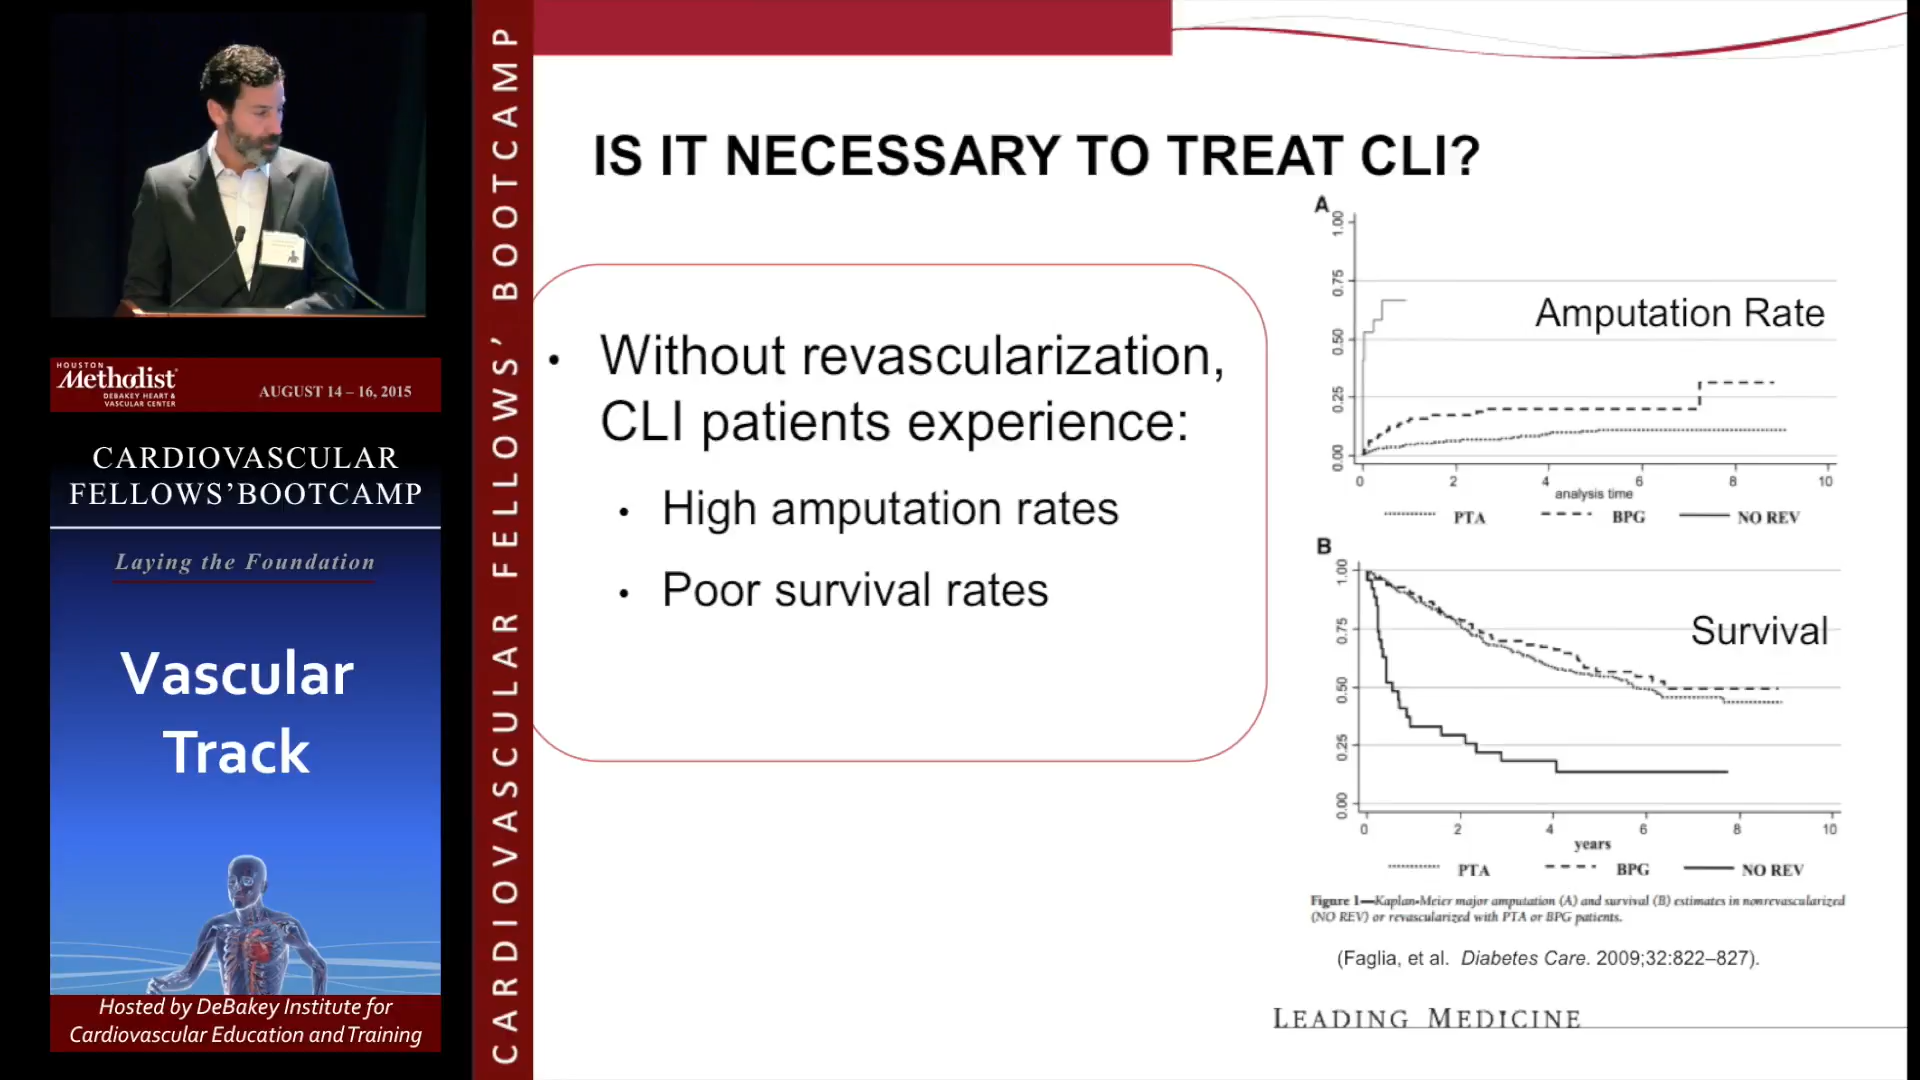 HOUSTON
Methodist
DEBAKEY HEART &
VASCULAR CENTER
AUGUST 14 – 16, 2015
CARDIOVASCULAR
FELLOWS’BOOTCAMP
Laying the Foundation
Vascular
Track
Hosted by DeBakey Institute for
Cardiovascular Education and Training
CARDIOVASCULAR FELLOWS’ BOOTCAMP
IS IT NECESSARY TO TREAT CLI?
• Without revascularization,
CLI patients experience:
• High amputation rates
• Poor survival rates
A
1.00
0.75
0.50
0.25
0.00
Amputation Rate
0 2 4 6 8 10
analysis time
PTA BPG NO REV
B
1.00
0.75
0.50
0.25
0.00
Survival
0 2 4 6 8 10
years
PTA BPG NO REV
Figure 1—Kaplan-Meier major amputation (A) and survival (B) estimates in nonrevascularized
(NO REV) or revascularized with PTA or BPG patients.
(Faglia, et al. Diabetes Care. 2009;32:822–827).
LEADING MEDICINE